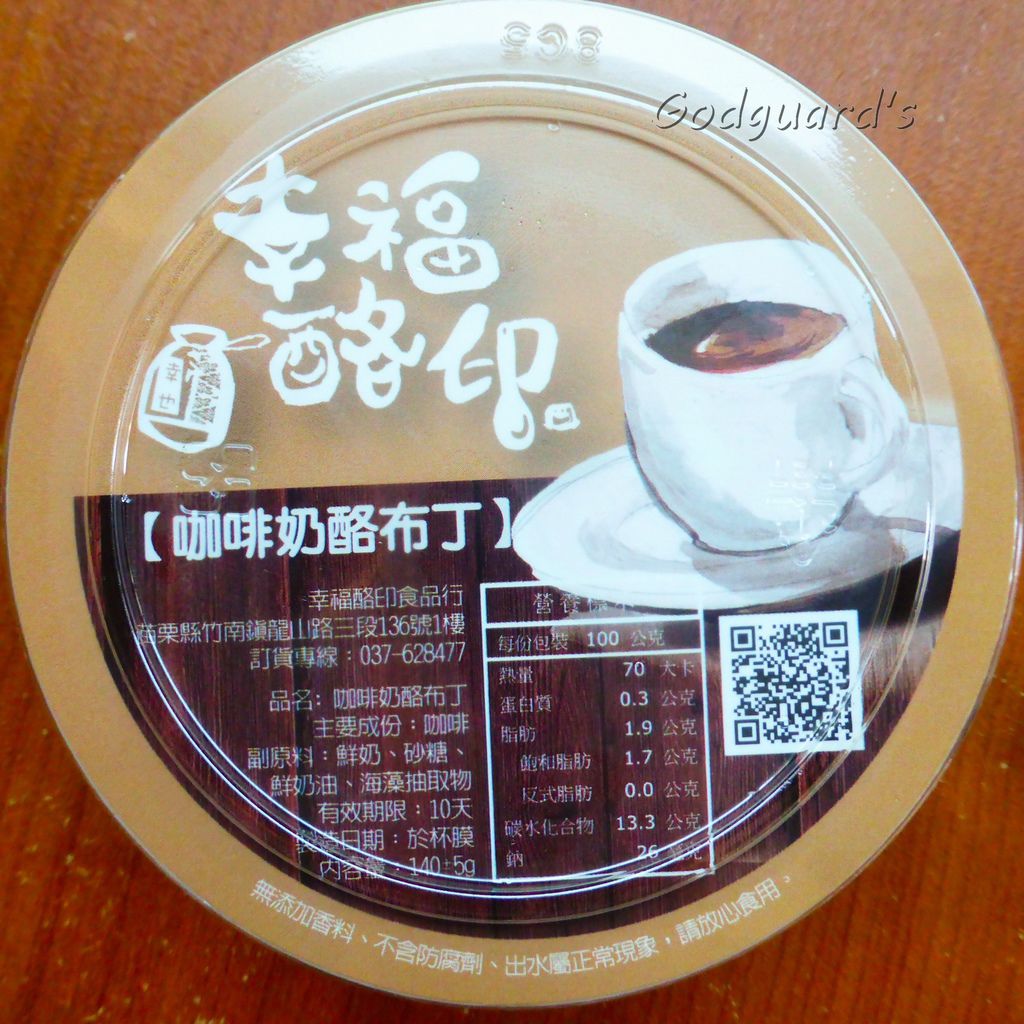 Godguard's
幸福
酪印
【咖啡奶酪布丁】
幸福酪印食品行
苗栗縣竹南鎮龍山路三段136號1樓
訂貨專線：037-628477
品名：咖啡奶酪布丁
主要成份：咖啡
副原料：鮮奶、砂糖、
鮮奶油、海藻抽取物
有效期限：10天
製造日期：於杯膜
內容量：140±5g
營養標示
每份包裝 100 公克
熱量 70 大卡
蛋白質 0.3 公克
脂肪 1.9 公克
飽和脂肪 1.7 公克
反式脂肪 0.0 公克
碳水化合物 13.3 公克
鈉 26 毫克
無添加香料、不含防腐劑、出水屬正常現象，請放心食用。